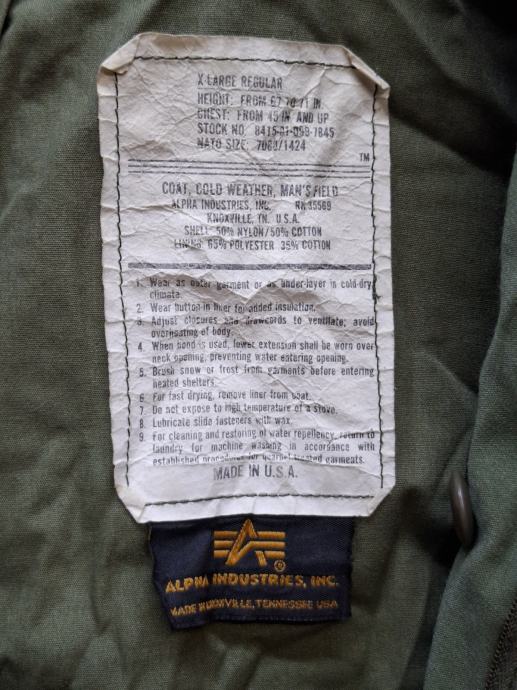 X-LARGE REGULAR
HEIGHT: FROM 67 TO 71 IN.
CHEST: FROM 45 IN AND UP
STOCK NO. 8415-01-099-7845
NATO SIZE: 7080/1424
TM
COAT, COLD WEATHER, MAN'S FIELD
ALPHA INDUSTRIES, INC. RN 35569
KNOXVILLE, TN. U.S.A.
SHELL: 50% NYLON/50% COTTON
LINING: 65% POLYESTER 35% COTTON
1. Wear as outer garment or as under-layer in cold-dry
climate.
2. Wear button in liner for added insulation.
3. Adjust closures and drawcords to ventilate; avoid
overheating of body.
4. When hood is used, lower extension shall be worn over
neck opening, preventing water entering opening.
5. Brush snow or frost from garments before entering
heated shelters.
6. For fast drying, remove liner from coat.
7. Do not expose to high temperature of a stove.
8. Lubricate slide fasteners with wax.
9. For cleaning and restoring of water repellency, return to
laundry for machine washing in accordance with
established procedures for quarpel treated garments.
MADE IN U.S.A.
®
ALPHA INDUSTRIES, INC.
MADE IN KNOXVILLE, TENNESSEE USA